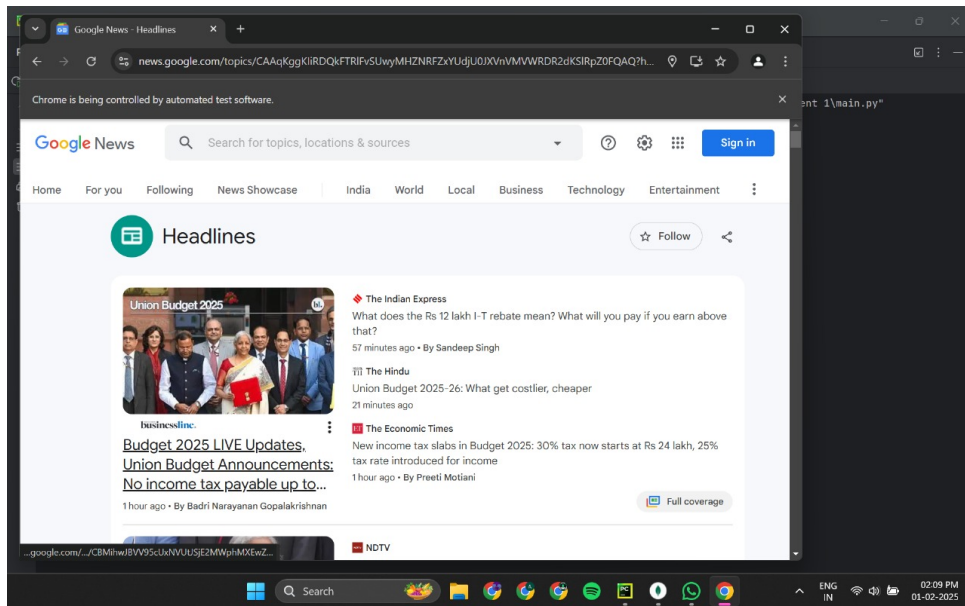 Google News - Headlines
news.google.com/topics/CAAqKggKIiRDQkFTRlFvSUwyMHZNRFZxYUdjU0JXVnVMVWRDR2dKSlRpZ0FQAQ?h...
Chrome is being controlled by automated test software.
ent 1\main.py"
Google News
Search for topics, locations & sources
Sign in
Home For you Following News Showcase India World Local Business Technology Entertainment
Headlines
Follow
Union Budget 2025
bl.
businessline.
Budget 2025 LIVE Updates,
Union Budget Announcements:
No income tax payable up to...
1 hour ago • By Badri Narayanan Gopalakrishnan
The Indian Express
What does the Rs 12 lakh I-T rebate mean? What will you pay if you earn above
that?
57 minutes ago • By Sandeep Singh
The Hindu
Union Budget 2025-26: What get costlier, cheaper
21 minutes ago
The Economic Times
New income tax slabs in Budget 2025: 30% tax now starts at Rs 24 lakh, 25%
tax rate introduced for income
1 hour ago • By Preeti Motiani
Full coverage
NDTV
Search
ENG
IN
02:09 PM
01-02-2025